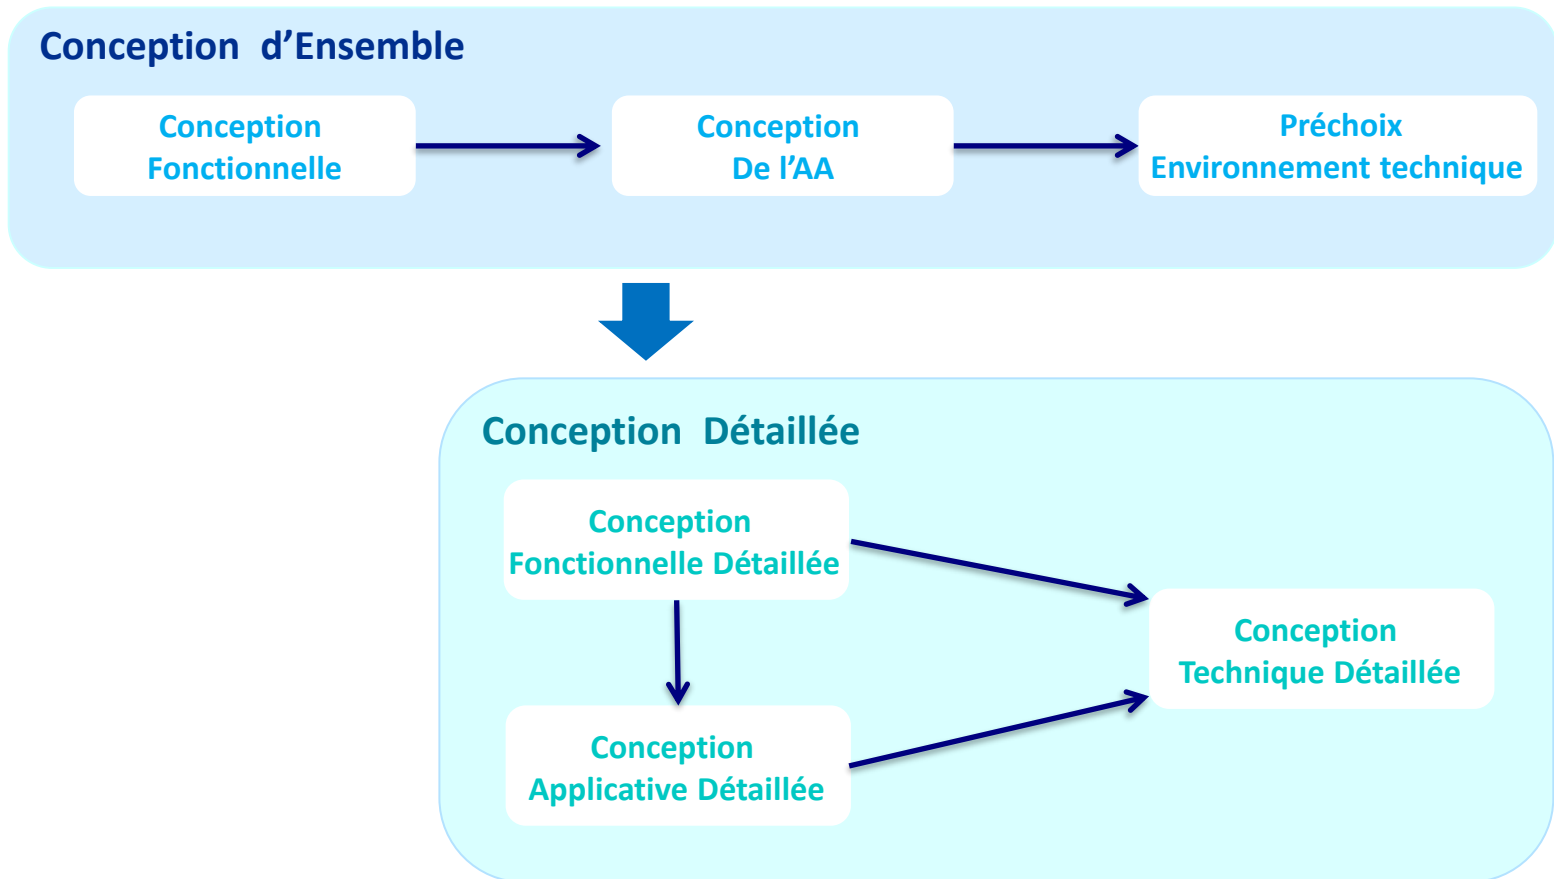 Conception d’Ensemble
Conception
Fonctionnelle
Conception
De l’AA
Préchoix
Environnement technique
Conception Détaillée
Conception
Fonctionnelle Détaillée
Conception
Technique Détaillée
Conception
Applicative Détaillée